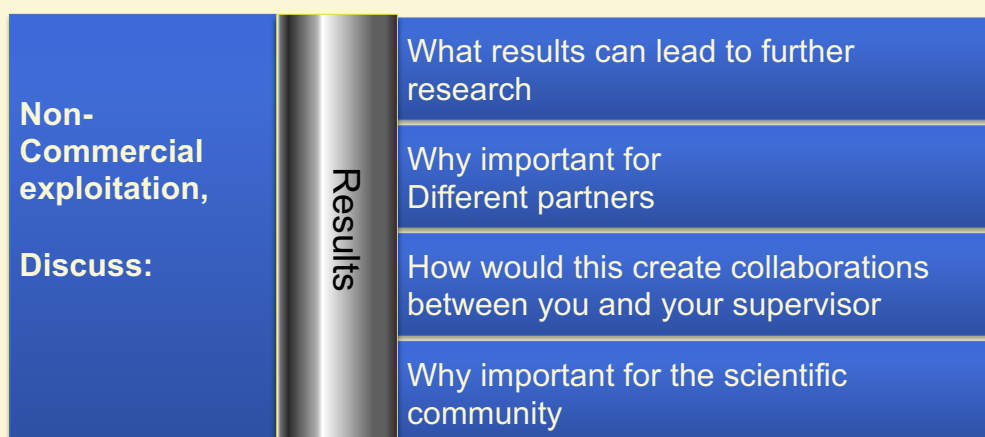 Non-
Commercial
exploitation,
Discuss:
Results
What results can lead to further
research
Why important for
Different partners
How would this create collaborations
between you and your supervisor
Why important for the scientific
community